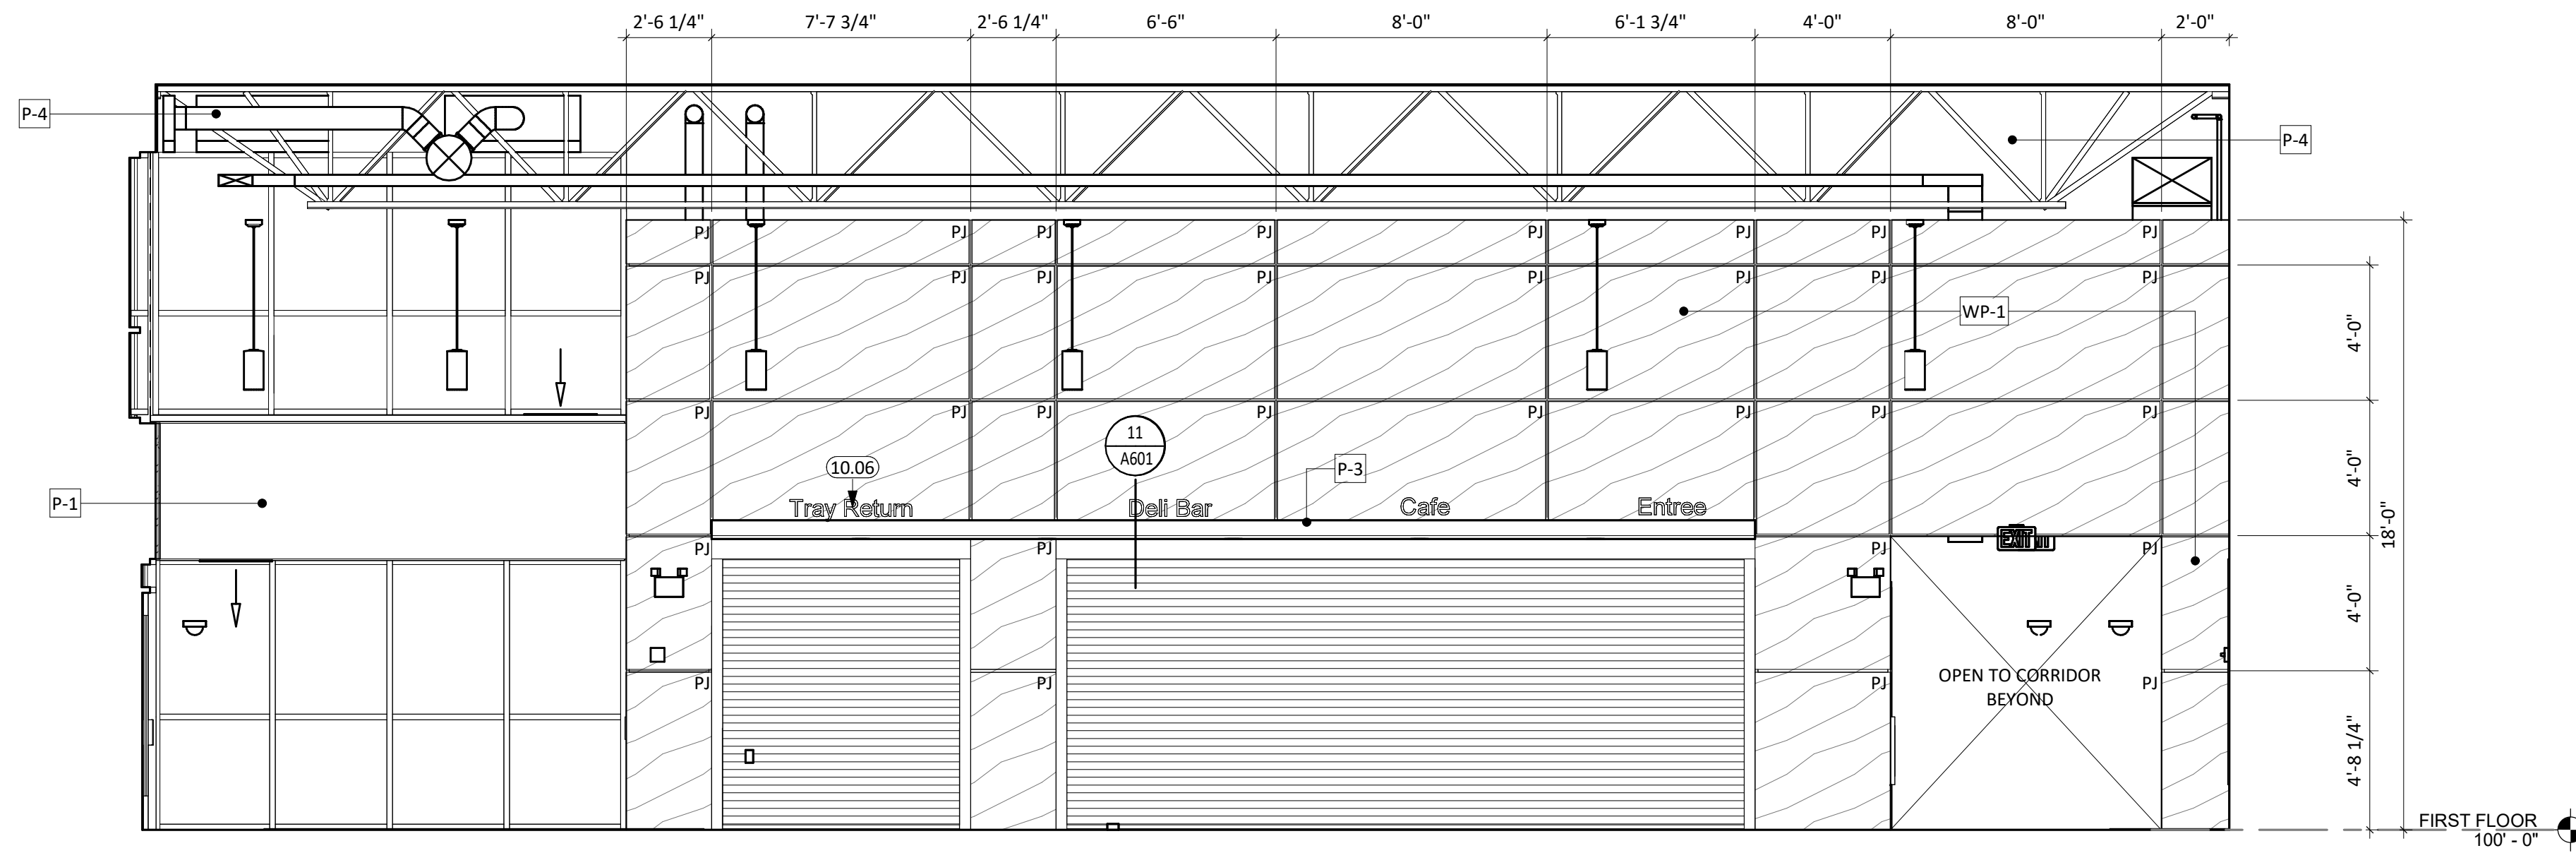 2'-6 1/4" 7'-7 3/4" 2'-6 1/4" 6'-6" 8'-0" 6'-1 3/4" 4'-0" 8'-0" 2'-0"
P-4
P-4
PJ PJ PJ PJ PJ PJ PJ PJ
PJ PJ PJ PJ PJ PJ PJ PJ
WP-1
4'-0"
PJ PJ PJ PJ PJ PJ PJ PJ
11
A601
10.06
P-3
4'-0"
P-1
Tray Return Deli Bar Cafe Entree
18'-0"
EXIT
PJ PJ PJ PJ
4'-0"
OPEN TO CORRIDOR
BEYOND
PJ PJ PJ PJ
4'-8 1/4"
FIRST FLOOR
100' - 0"